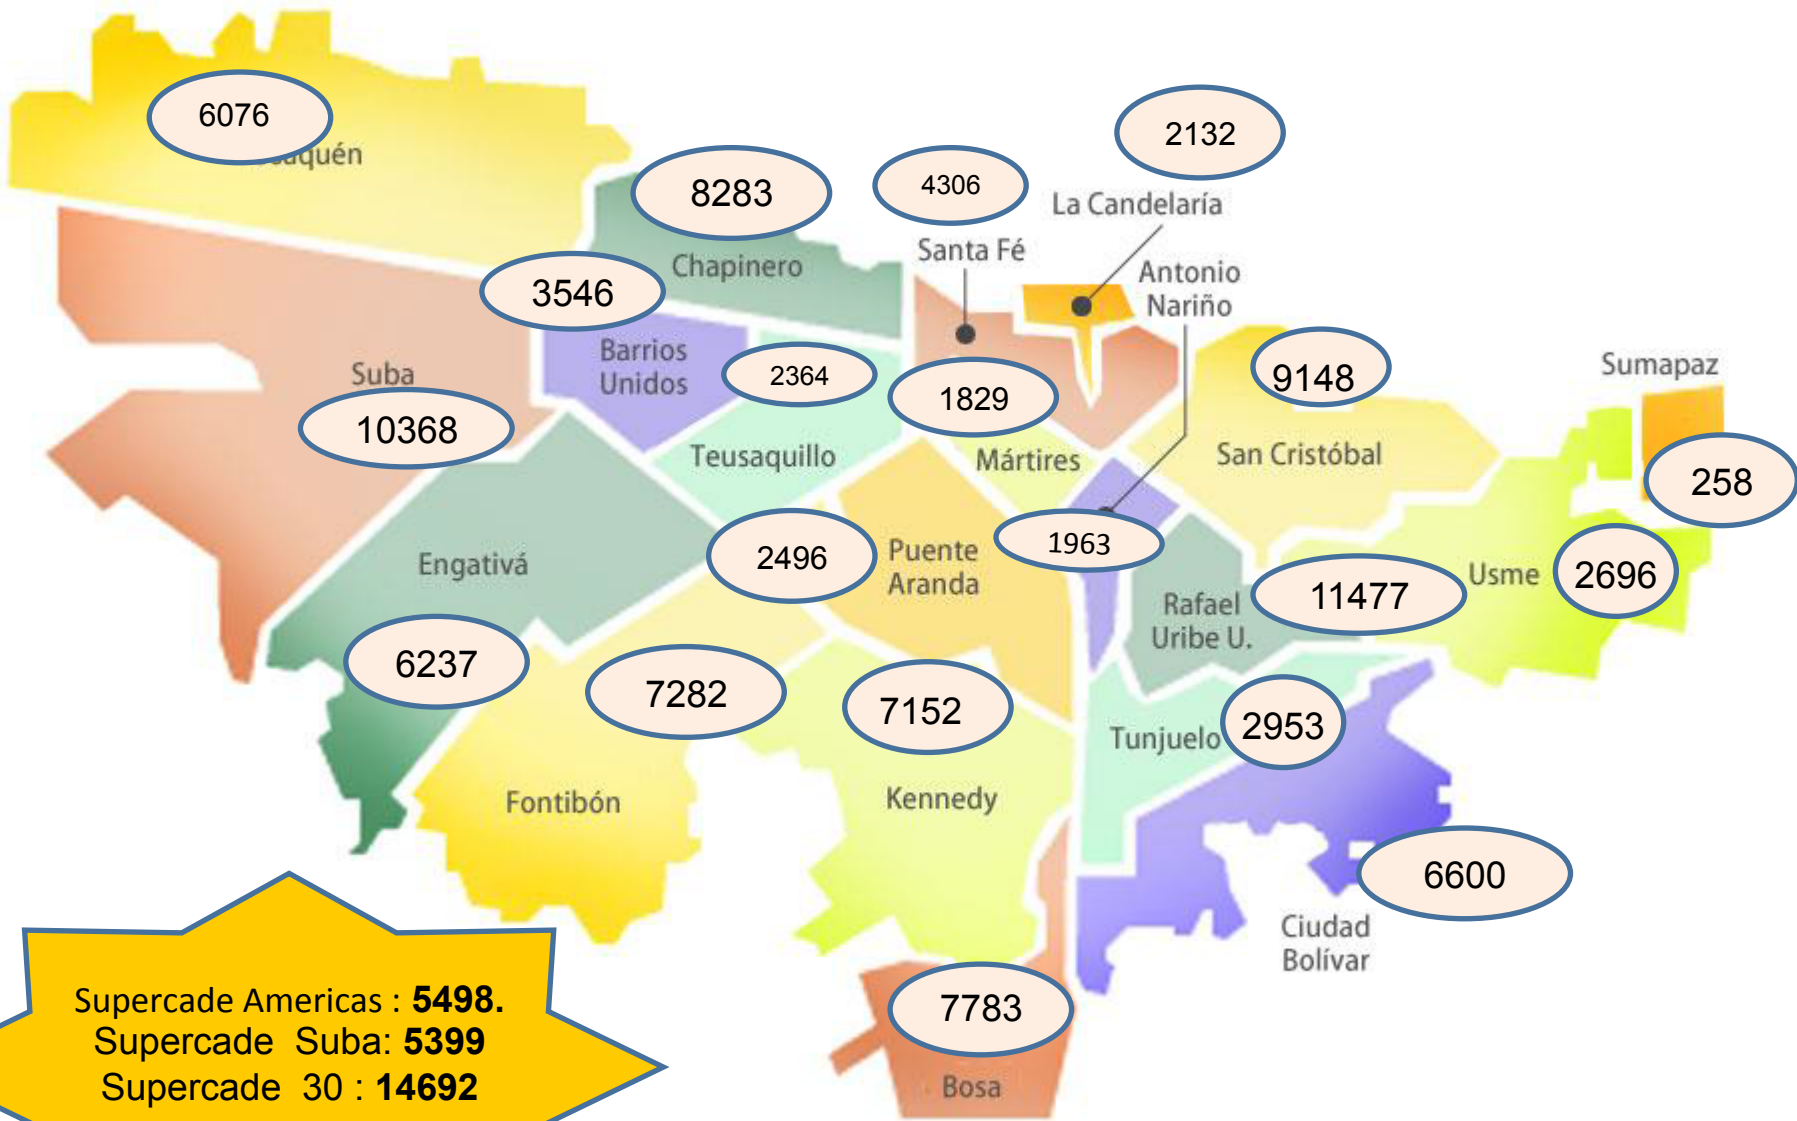 6076
aquén
8283
Chapinero
4306
Santa Fé
2132
La Candelaría
Antonio
Nariño
3546
Barrios
Unidos
2364
Teusaquillo
1829
Mártires
9148
San Cristóbal
Sumapaz
258
Suba
10368
Engativá
6237
2496
Puente
Aranda
1963
Rafael
Uribe U.
11477
Usme
2696
7282
Fontibón
7152
Kennedy
Tunjuelo
2953
6600
Ciudad
Bolívar
7783
Bosa
Supercade Americas : 5498.
Supercade Suba: 5399
Supercade 30 : 14692